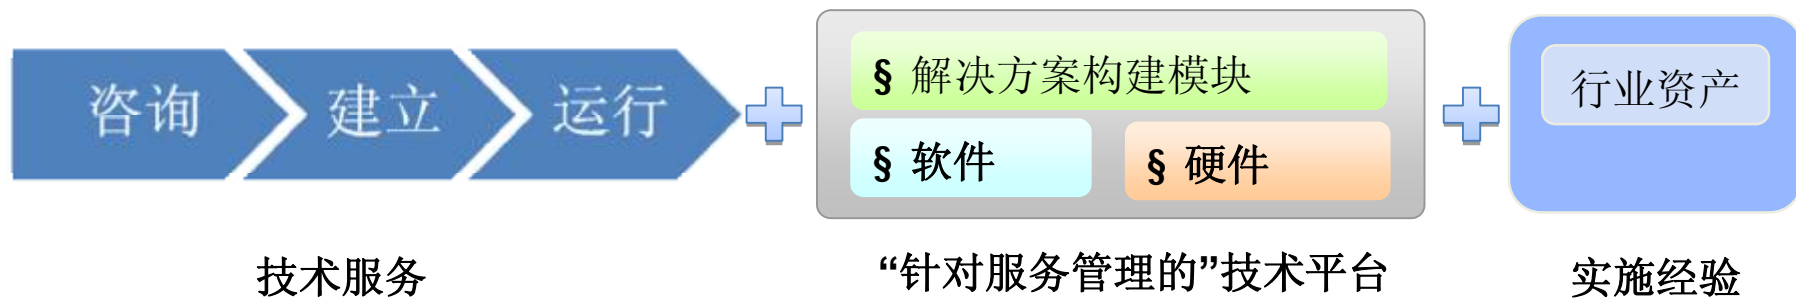 咨询 建立 运行
§ 解决方案构建模块
§ 软件 § 硬件
行业资产
技术服务
“针对服务管理的”技术平台
实施经验